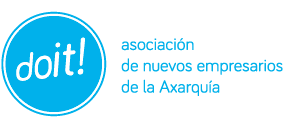 doit!
asociación
de nuevos empresarios
de la Axarquía